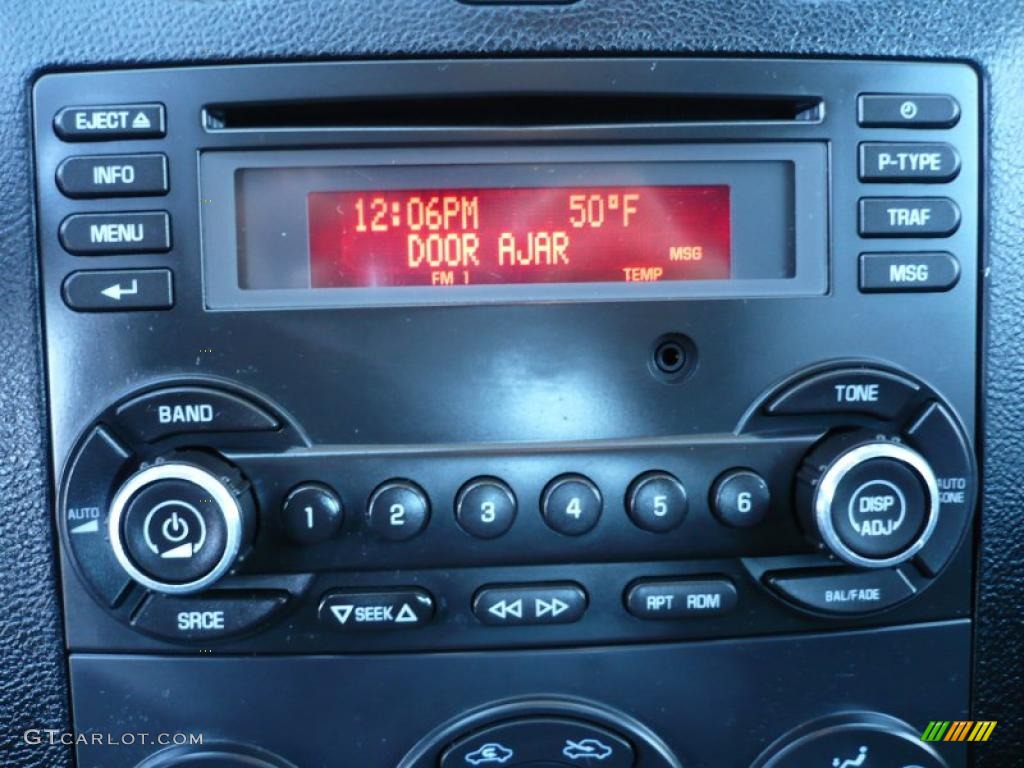 EJECT
INFO
P-TYPE
12:06PM 50°F
MENU
TRAF
DOOR AJAR
MSG
FM 1 TEMP
MSG
BAND
TONE
AUTO
AUTO TONE
1 2 3 4 5 6
DISP ADJ
SRCE
SEEK
RPT RDM
BAL/FADE
GTCARLOT.COM